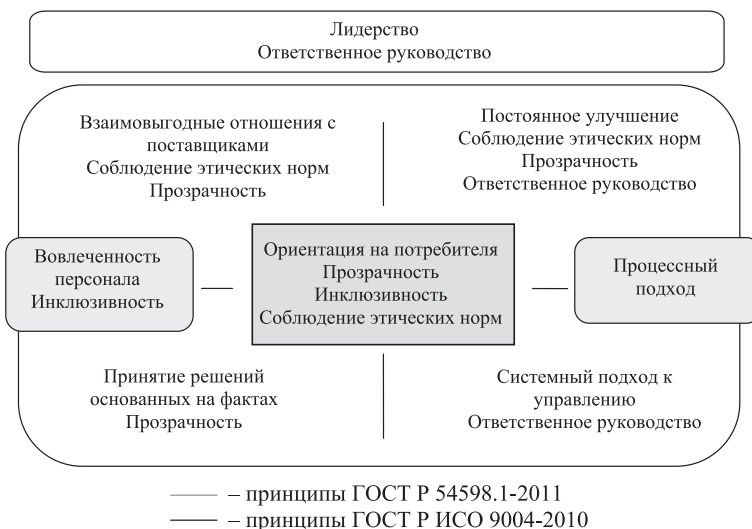 Лидерство
Ответственное руководство
Взаимовыгодные отношения с
поставщиками
Соблюдение этических норм
Прозрачность
Постоянное улучшение
Соблюдение этических норм
Прозрачность
Ответственное руководство
Вовлеченность
персонала
Инклюзивность
Ориентация на потребителя
Прозрачность
Инклюзивность
Соблюдение этических норм
Процессный
подход
Принятие решений
основанных на фактах
Прозрачность
Системный подход к
управлению
Ответственное руководство
– принципы ГОСТ Р 54598.1-2011
– принципы ГОСТ Р ИСО 9004-2010